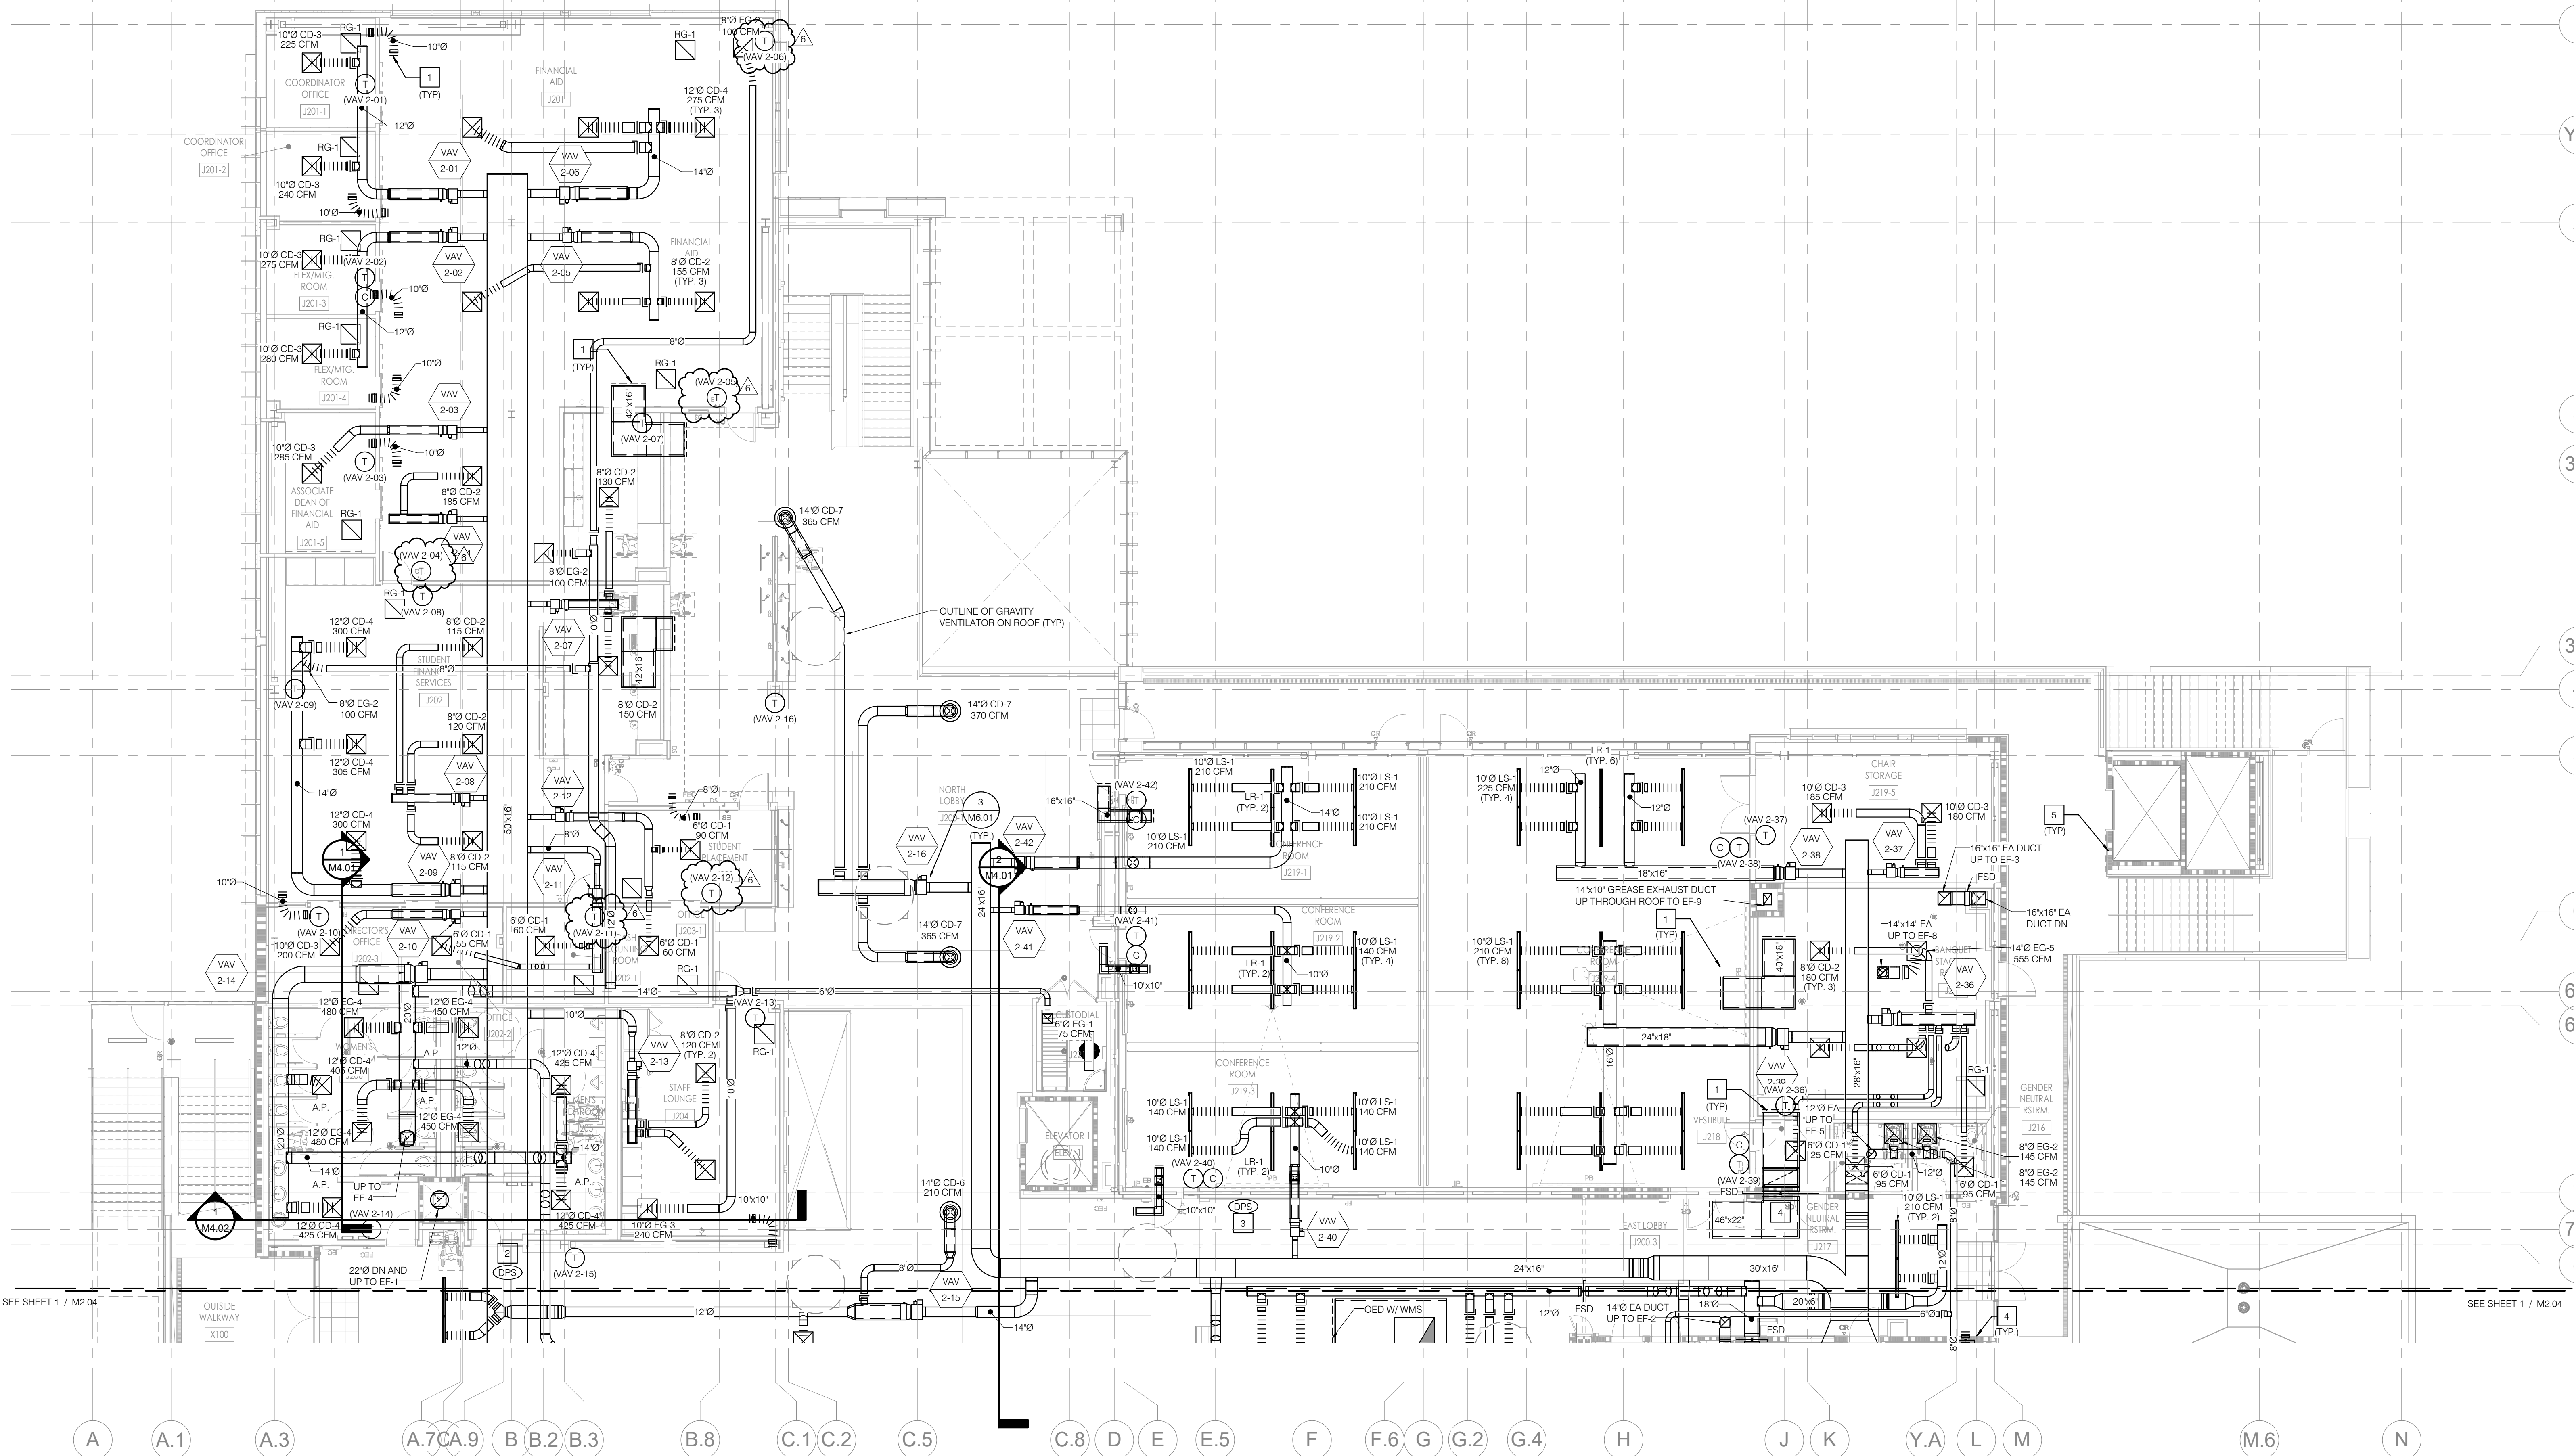 10"Ø CD-3
225 CFM
RG-1
10"Ø
1
(TYP)
COORDINATOR
OFFICE
J201-1
T
(VAV 2-01)
12"Ø
FINANCIAL
AID
J201
RG-1
8"Ø EG-2
100 CFM
T
(VAV 2-06)
6
12"Ø CD-4
275 CFM
(TYP. 3)
COORDINATOR
OFFICE
J201-2
RG-1
10"Ø CD-3
240 CFM
10"Ø
VAV
2-01
VAV
2-06
14"Ø
RG-1
10"Ø CD-3
275 CFM
(VAV 2-02)
T
C
FLEX/MTG.
ROOM
J201-3
10"Ø
12"Ø
VAV
2-02
VAV
2-05
FINANCIAL
AID
8"Ø CD-2
155 CFM
(TYP. 3)
RG-1
10"Ø CD-3
280 CFM
FLEX/MTG.
ROOM
J201-4
10"Ø
8"Ø
1
(TYP)
RG-1
(VAV 2-05)
T
6
42"x16"
T
(VAV 2-07)
VAV
2-03
10"Ø CD-3
285 CFM
10"Ø
T
(VAV 2-03)
ASSOCIATE
DEAN OF
FINANCIAL
AID
J201-5
RG-1
8"Ø CD-2
185 CFM
8"Ø CD-2
130 CFM
VAV
(VAV 2-04)
6
T
T
(VAV 2-08)
RG-1
8"Ø EG-2
100 CFM
14"Ø CD-7
365 CFM
OUTLINE OF GRAVITY
VENTILATOR ON ROOF (TYP)
12"Ø CD-4
300 CFM
8"Ø CD-2
115 CFM
10"Ø
VAV
2-07
42"x16"
STUDENT
FINANCIAL
SERVICES
J202
8"Ø
T
(VAV 2-09)
8"Ø EG-2
100 CFM
8"Ø CD-2
150 CFM
T
(VAV 2-16)
14"Ø CD-7
370 CFM
8"Ø CD-2
120 CFM
12"Ø CD-4
305 CFM
14"Ø
VAV
2-08
VAV
2-12
50"x16"
8"Ø
6"Ø CD-1
90 CFM
STUDENT
PLACEMENT
NORTH
LOBBY
3
M6.01
(TYP.)
12"Ø CD-4
300 CFM
1
M4.01
VAV
2-09
8"Ø CD-2
115 CFM
8"Ø
VAV
2-11
(VAV 2-12)
T
6
VAV
2-16
2
M4.01
24"x16"
10"Ø
T
(VAV 2-10)
10"Ø CD-3
200 CFM
DIRECTOR'S
OFFICE
J202-3
VAV
2-10
6"Ø CD-1
55 CFM
6"Ø CD-1
60 CFM
T
(VAV 2-11)
6
12"Ø
OFFICE
J203-1
6"Ø CD-1
60 CFM
ROOM
J202-1
RG-1
14"Ø CD-7
365 CFM
VAV
2-14
14"Ø
6"Ø
12"Ø EG-4
480 CFM
20"Ø
12"Ø EG-4
450 CFM
OFFICE
J202-2
10"Ø
(VAV 2-13)
T
RG-1
VAV
2-13
8"Ø CD-2
120 CFM
(TYP. 2)
CUSTODIAL
6"Ø EG-1
75 CFM
WOMEN'S
A.P.
12"Ø
12"Ø CD-4
405 CFM
12"Ø CD-4
425 CFM
A.P.
A.P.
12"Ø EG-4
450 CFM
MEN'S
RESTROOM
STAFF
LOUNGE
J204
10"Ø
20"Ø
12"Ø EG-4
480 CFM
14"Ø
A.P.
UP TO
EF-4
14"Ø
A.P.
ELEVATOR 1
ELEV.1
1
M4.02
12"Ø CD-4
425 CFM
(VAV 2-14)
12"Ø CD-4
425 CFM
10"Ø EG-3
240 CFM
10"x10"
14"Ø CD-6
210 CFM
22"Ø DN AND
UP TO EF-1
2
DPS
T
(VAV 2-15)
8"Ø
VAV
2-15
12"Ø
14"Ø
SEE SHEET 1 / M2.04
OUTSIDE
WALKWAY
X100
(VAV 2-42)
T
C
16"x16"
VAV
2-42
10"Ø LS-1
210 CFM
10"Ø LS-1
210 CFM
LR-1
(TYP. 2)
14"Ø
10"Ø LS-1
210 CFM
10"Ø LS-1
210 CFM
CONFERENCE
ROOM
J219-1
VAV
2-41
(VAV 2-41)
T
C
10"x10"
CONFERENCE
ROOM
J219-2
10"Ø LS-1
140 CFM
(TYP. 4)
LR-1
(TYP. 2)
10"Ø
CONFERENCE
ROOM
J219-3
10"Ø LS-1
140 CFM
10"Ø LS-1
140 CFM
10"Ø LS-1
140 CFM
10"Ø LS-1
140 CFM
LR-1
(TYP. 2)
10"Ø
(VAV 2-40)
T
C
10"x10"
DPS
3
VAV
2-40
LR-1
(TYP. 6)
12"Ø
12"Ø
10"Ø LS-1
225 CFM
(TYP. 4)
18"x16"
14"x10" GREASE EXHAUST DUCT
UP THROUGH ROOF TO EF-9
10"Ø LS-1
210 CFM
(TYP. 8)
1
(TYP)
40"x18"
24"x18"
16"Ø
CHAIR
STORAGE
J219-5
10"Ø CD-3
185 CFM
10"Ø CD-3
180 CFM
(VAV 2-37)
T
C
T
(VAV 2-38)
VAV
2-38
VAV
2-37
16"x16" EA DUCT
UP TO EF-3
FSD
16"x16" EA
DUCT DN
14"x14" EA
UP TO EF-8
BANQUET
14"Ø EG-5
555 CFM
8"Ø CD-2
180 CFM
(TYP. 3)
VAV
2-36
28"x16"
VAV
2-39
(VAV 2-36)
T
1
(TYP)
VESTIBULE
J218
C
T
(VAV 2-39)
FSD
12"Ø EA
UP TO
EF-5
6"Ø CD-1
25 CFM
6"Ø CD-1
95 CFM
12"Ø
6"Ø CD-1
95 CFM
RG-1
GENDER
NEUTRAL
RSTRM.
J216
8"Ø EG-2
145 CFM
8"Ø EG-2
145 CFM
10"Ø LS-1
210 CFM
(TYP. 2)
8"Ø
46"x22"
4
GENDER
NEUTRAL
RSTRM.
J217
EAST LOBBY
J200-3
12"Ø
24"x16"
30"x16"
20"x6"
12"Ø
FSD
OED W/ WMS
14"Ø EA DUCT
UP TO EF-2
18"Ø
FSD
6"Ø
8"Ø
4
(TYP.)
5
(TYP)
SEE SHEET 1 / M2.04
A
A.1
A.3
A.7
A.9
B
B.2
B.3
B.8
C.1
C.2
C.5
C.8
D
E
E.5
F
F.6
G
G.2
G.4
H
J
K
Y.A
L
M
M.6
N